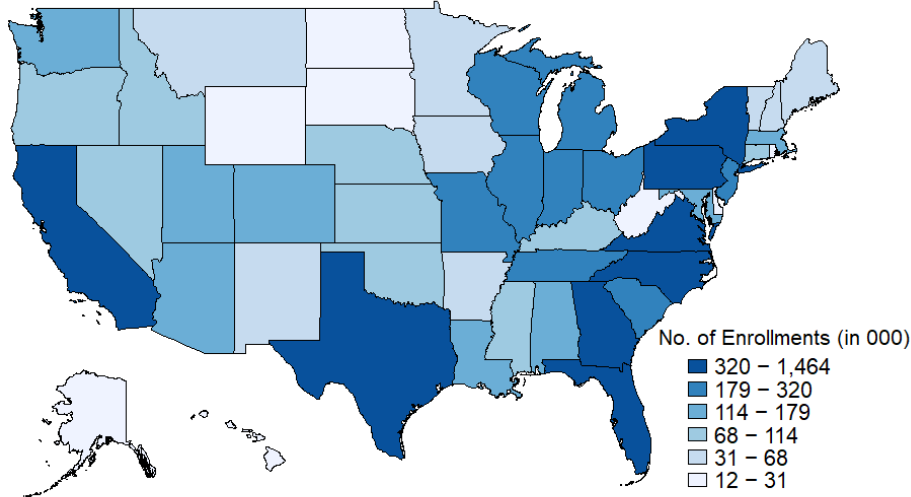 No. of Enrollments (in 000)
320 – 1,464
179 – 320
114 – 179
68 – 114
31 – 68
12 – 31